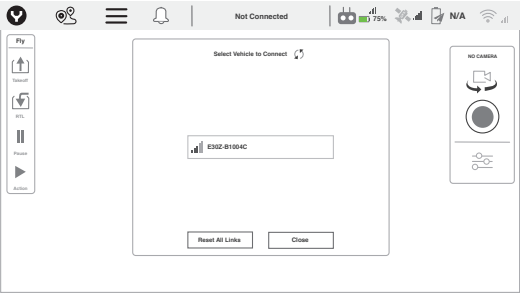 Not Connected
75%
N/A
Fly
Takeoff
RTL
Pause
Action
Select Vehicle to Connect
E30Z-B1004C
Reset All Links
Close
NO CAMERA